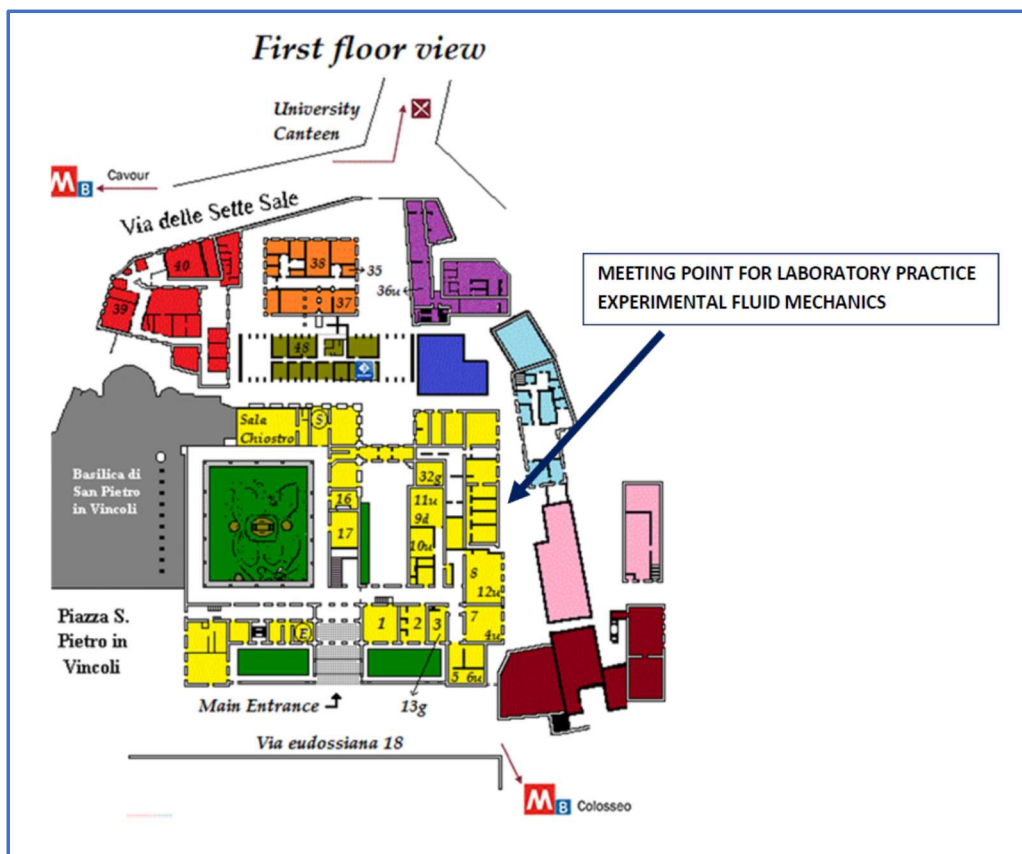 First floor view
University
Canteen
M B Cavour
Via delle Sette Sale
MEETING POINT FOR LABORATORY PRACTICE
EXPERIMENTAL FLUID MECHANICS
40
38
35
36u
39
37
48
Sala
Chiostro
S
Basilica di
San Pietro
in Vincoli
32g
16
11u
9d
17
10u
8
12u
Piazza S.
Pietro in
Vincoli
E
1
2
3
7
4u
5 6u
Main Entrance
13g
Via eudossiana 18
M B Colosseo